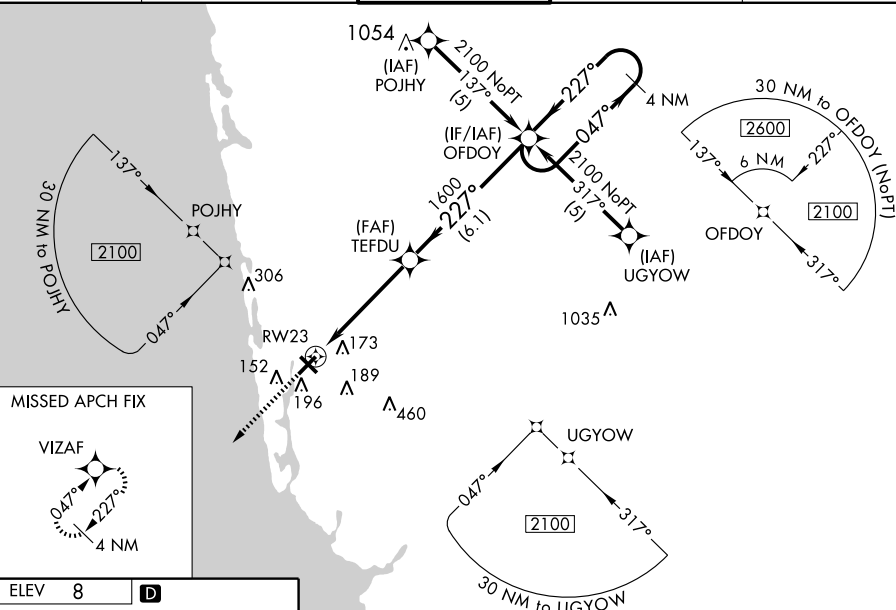 1054
(IAF)
POJHY
2100 NoPT
137°
(5)
227°
047°
4 NM
(IF/IAF)
OFDOY
2100 NoPT
317°
(5)
(IAF)
UGYOW
1600
227°
(6.1)
(FAF)
TEFDU
30 NM to OFDOY (NoPT)
2600
137°
6 NM
227°
2100
OFDOY
317°
137°
POJHY
30 NM to POJHY
2100
047°
306
1035
RW23
173
152
196
189
460
MISSED APCH FIX
VIZAF
047°
227°
4 NM
UGYOW
047°
2100
317°
30 NM to UGYOW
ELEV 8
D